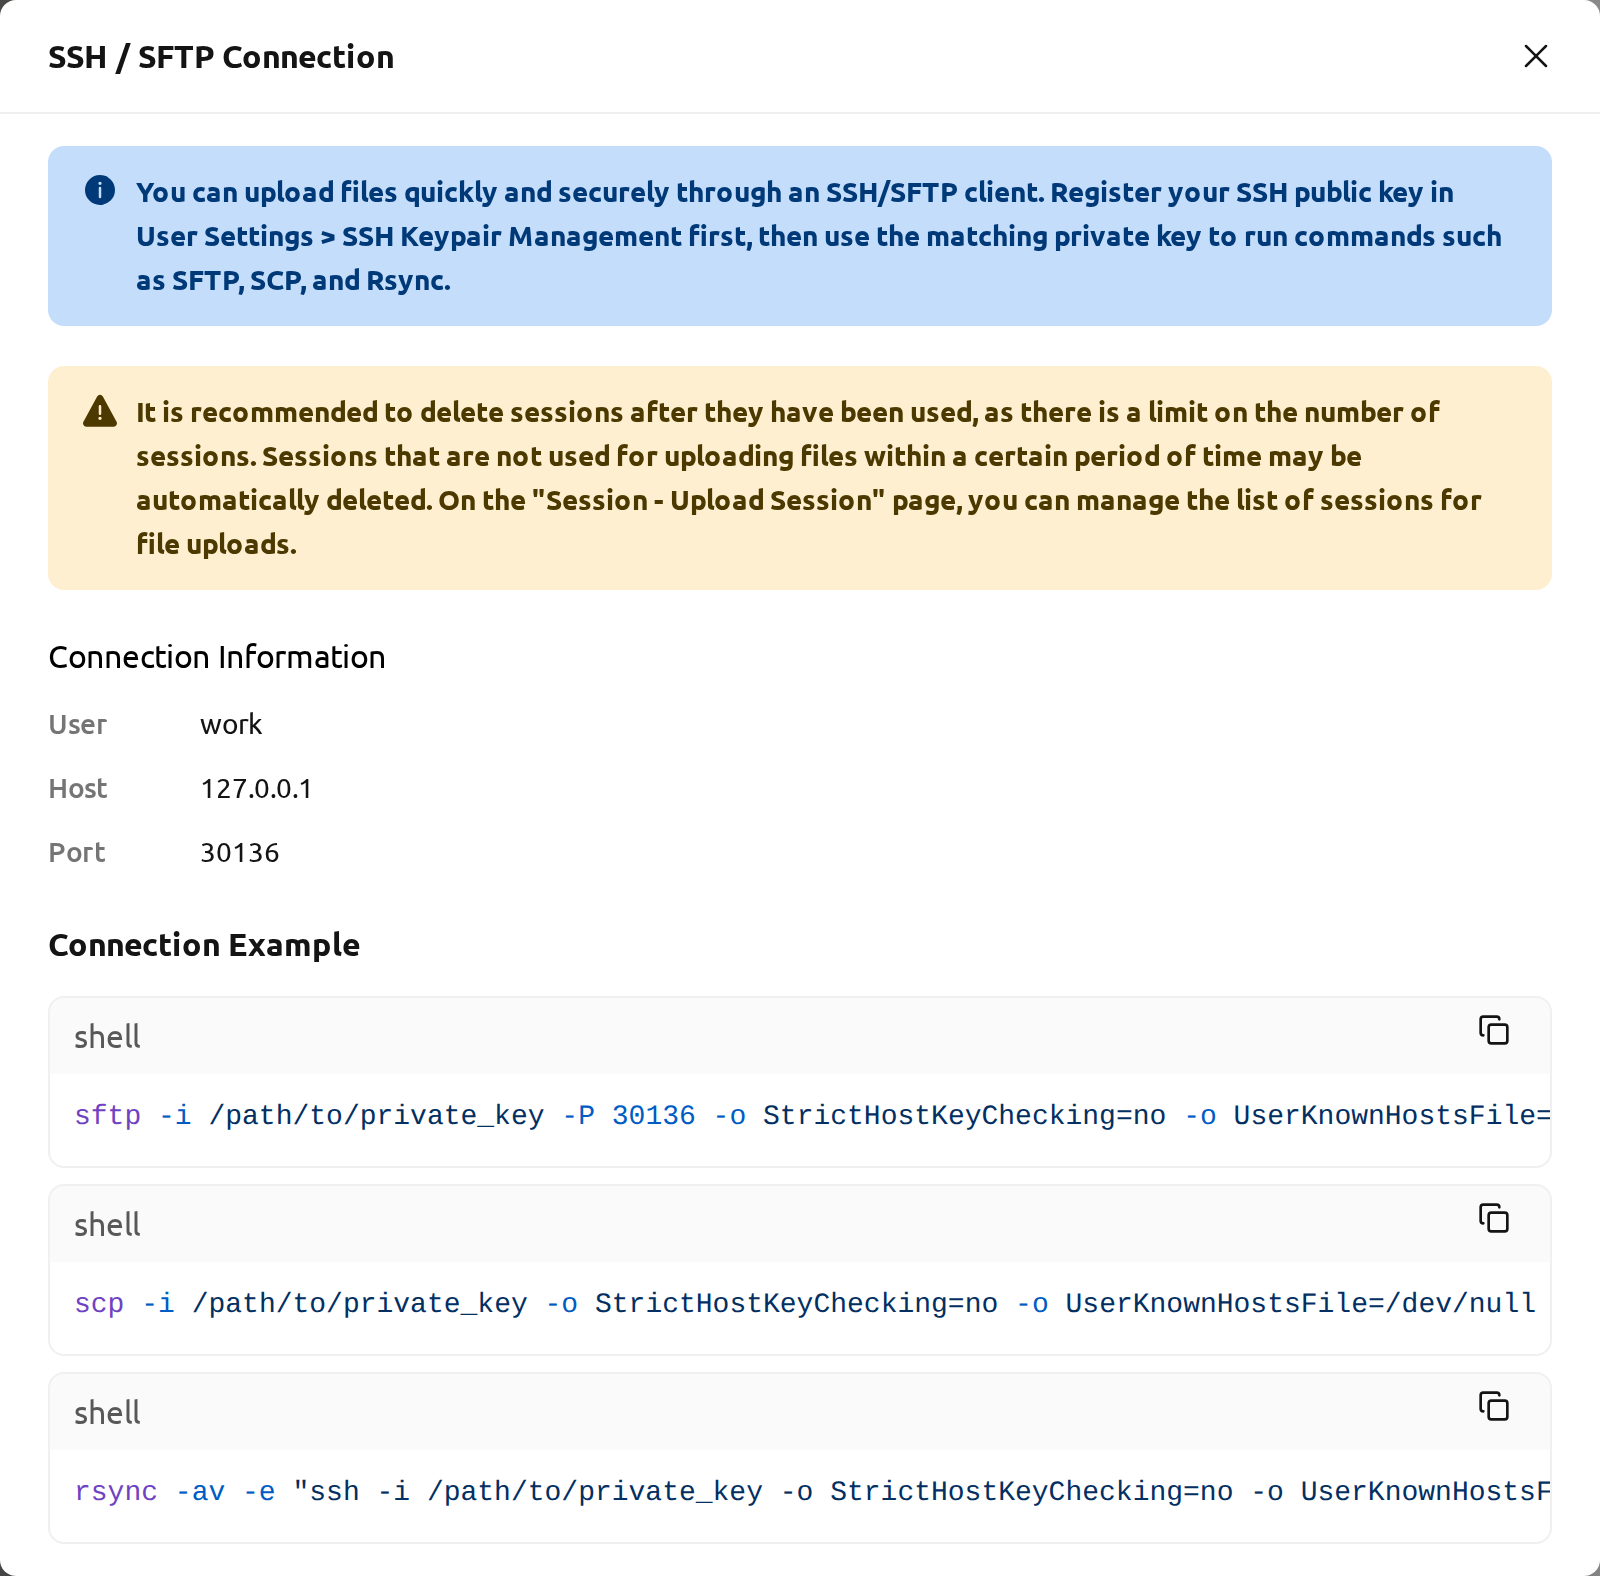 SSH / SFTP Connection
You can upload files quickly and securely through an SSH/SFTP client. Register your SSH public key in
User Settings > SSH Keypair Management first, then use the matching private key to run commands such
as SFTP, SCP, and Rsync.
It is recommended to delete sessions after they have been used, as there is a limit on the number of
sessions. Sessions that are not used for uploading files within a certain period of time may be
automatically deleted. On the "Session - Upload Session" page, you can manage the list of sessions for
file uploads.
Connection Information
User work
Host 127.0.0.1
Port 30136
Connection Example
shell
sftp -i /path/to/private_key -P 30136 -o StrictHostKeyChecking=no -o UserKnownHostsFile=
shell
scp -i /path/to/private_key -o StrictHostKeyChecking=no -o UserKnownHostsFile=/dev/null
shell
rsync -av -e "ssh -i /path/to/private_key -o StrictHostKeyChecking=no -o UserKnownHostsF